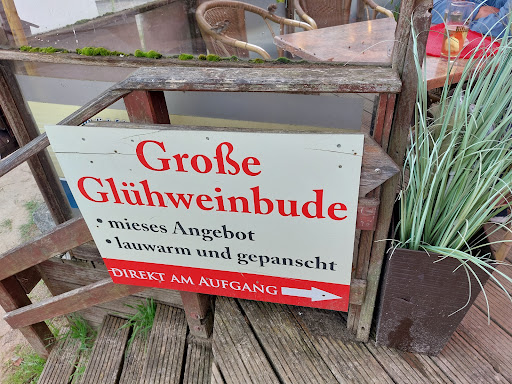 Große
Glühweinbude
• mieses Angebot
• lauwarm und gepanscht
DIREKT AM AUFGANG